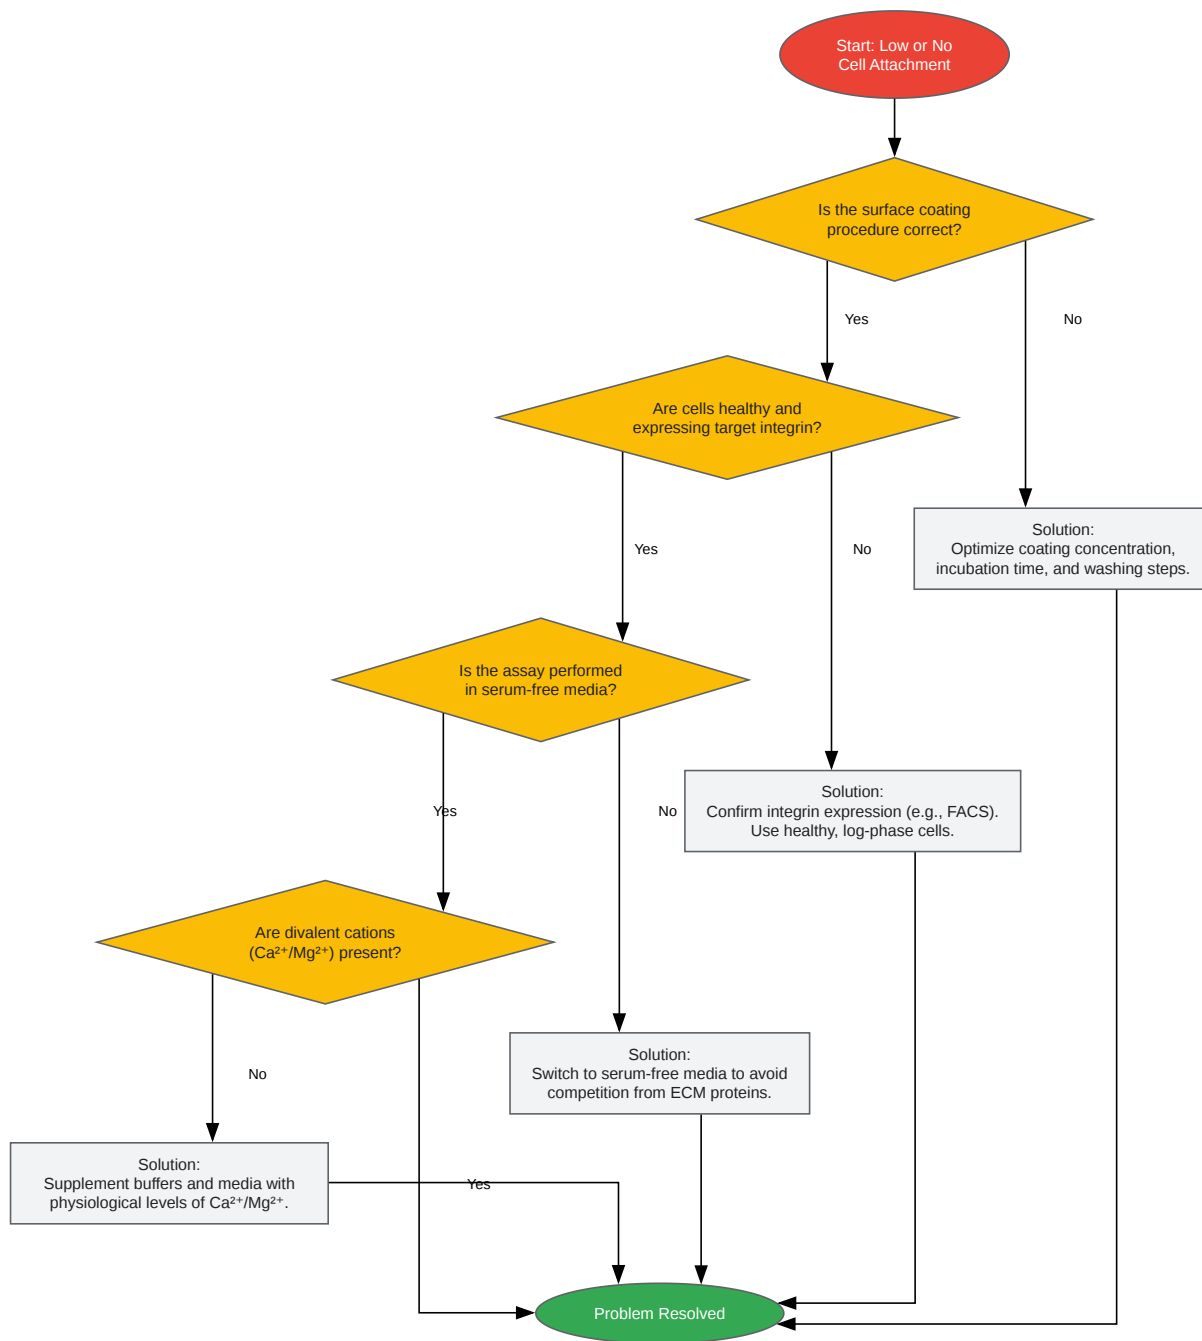 Start: Low or No
Cell Attachment
Is the surface coating
procedure correct?
Yes
No
Are cells healthy and
expressing target integrin?
Solution:
Optimize coating concentration,
incubation time, and washing steps.
Yes
No
Is the assay performed
in serum-free media?
Solution:
Confirm integrin expression (e.g., FACS).
Use healthy, log-phase cells.
Yes
No
Are divalent cations
(Ca²⁺/Mg²⁺) present?
Solution:
Switch to serum-free media to avoid
competition from ECM proteins.
No
Solution:
Supplement buffers and media with
physiological levels of Ca²⁺/Mg²⁺.
Yes
Problem Resolved